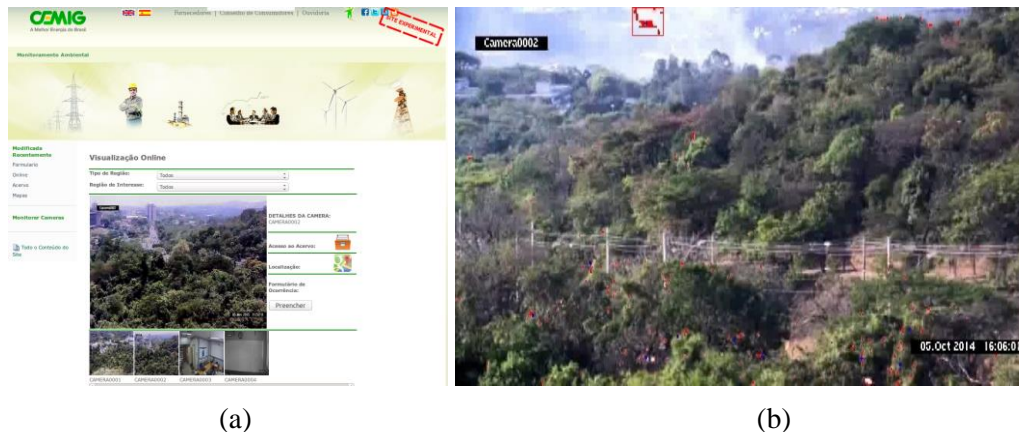 CEMIG
A Melhor Energia do Brasil
Fornecedores | Conselho de Consumidores | Ouvidoria
SITE EXPERIMENTAL
Monitoramento Ambiental
Modificado
Recentemento
Formulario
Online
Acervo
Mapas
Monitorar Cameras
Todo o Conteúdo do
Site
Visualização Online
Tipo de Região:
Todas
Região de Interesse:
Todas
Camera0002
DETALHES DA CAMERA:
CAMERA0002
Acesso ao Acervo:
Localização:
Formulário de
Ocorrência:
Preencher
CAMERA0001
CAMERA0002
CAMERA0003
CAMERA0004
Camera0002
05.Oct 2014 16:06:0
(a)
(b)